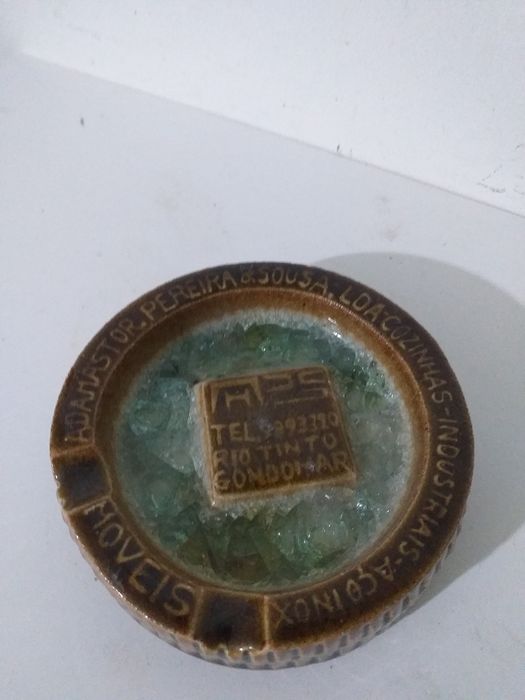 ADAMASTOR. PEREIRA & SOUSA, LDA COZINHAS-INDUSTRIAIS-AÇO INOX
MOVEIS
APS
TEL. 993320
RIO TINTO
GONDOMAR